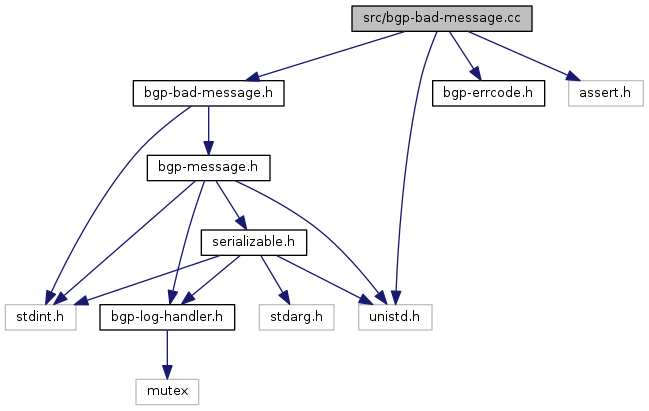 src/bgp-bad-message.cc
bgp-bad-message.h
bgp-errcode.h
assert.h
bgp-message.h
serializable.h
stdint.h
bgp-log-handler.h
stdarg.h
unistd.h
mutex